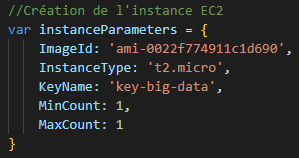 //Création de l'instance EC2
var instanceParameters = {
ImageId: 'ami-0022f774911c1d690',
InstanceType: 't2.micro',
KeyName: 'key-big-data',
MinCount: 1,
MaxCount: 1
}